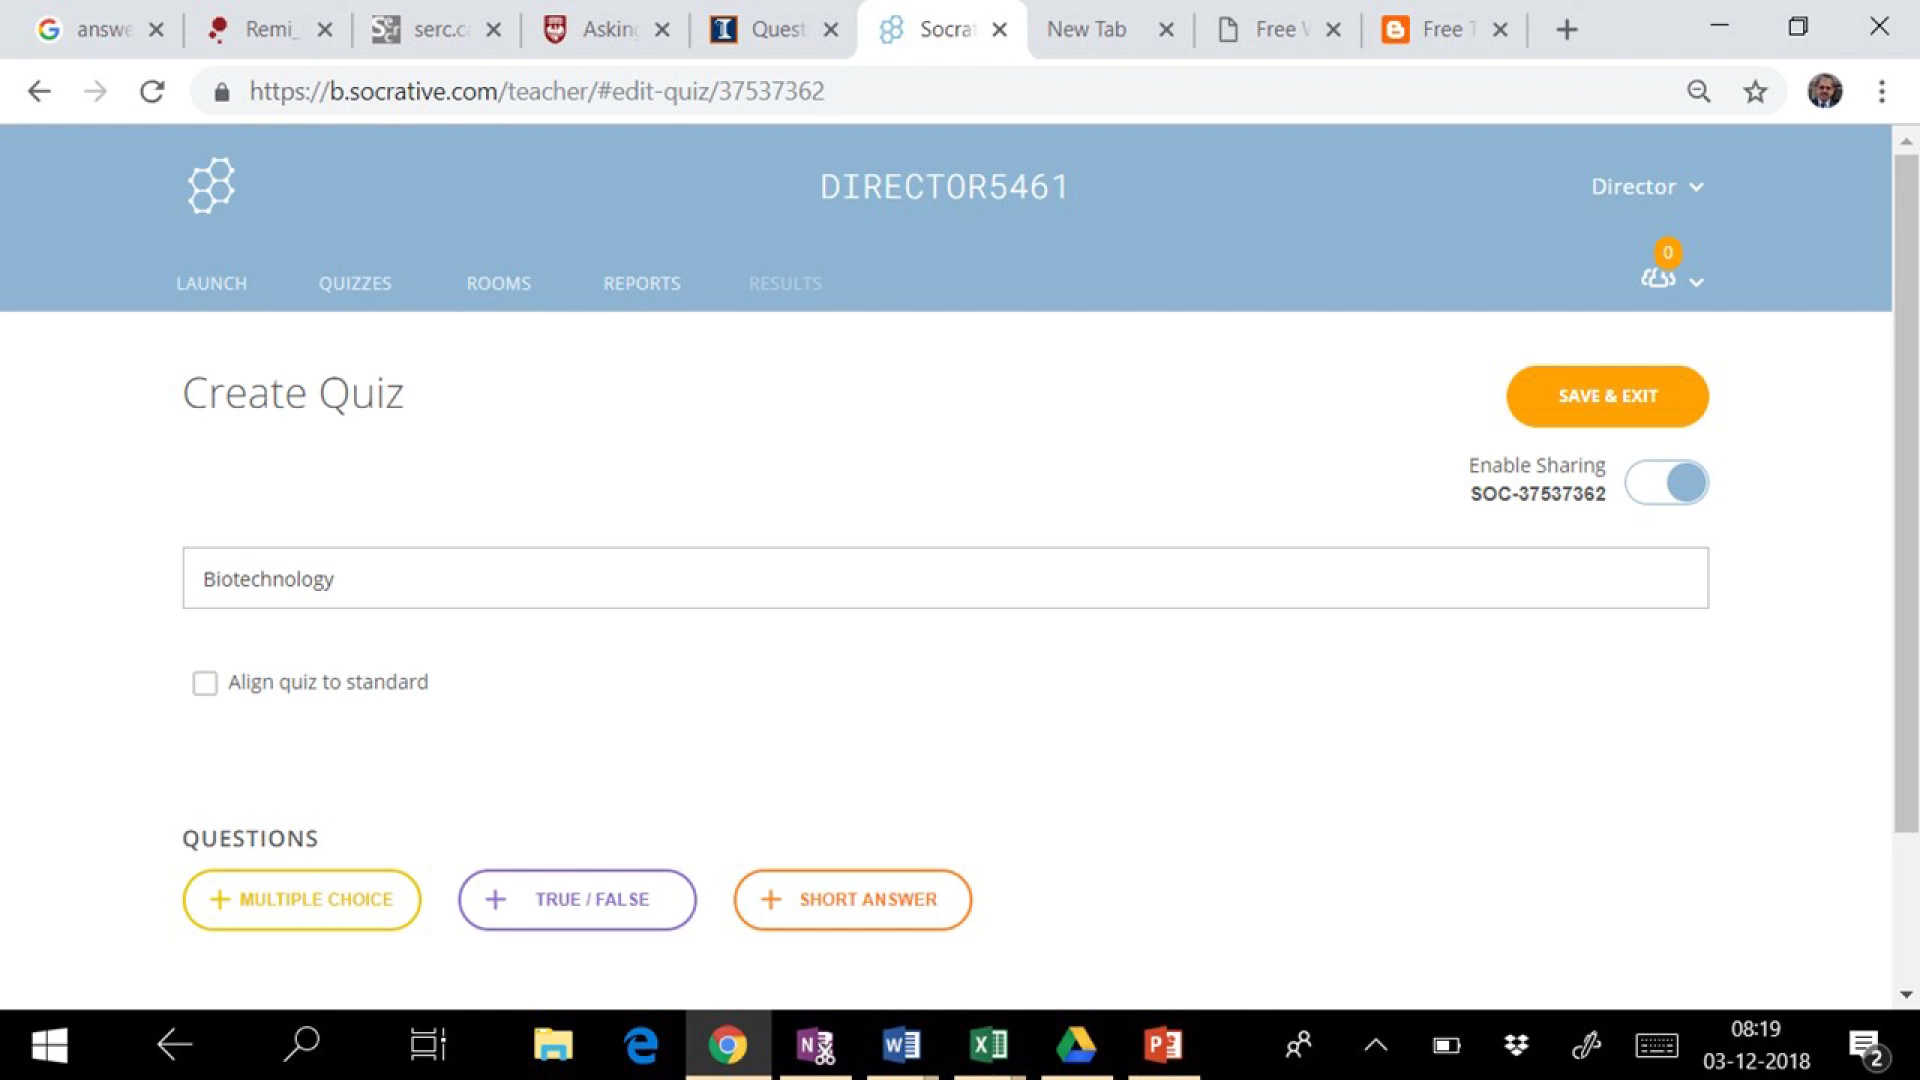 answe
Remi_
serc.c
Asking
Quest
Socra
New Tab
Free
Free
https://b.socrative.com/teacher/#edit-quiz/37537362
DIRECTOR5461
Director
0
LAUNCH
QUIZZES
ROOMS
REPORTS
RESULTS
Create Quiz
SAVE & EXIT
Enable Sharing
SOC-37537362
Biotechnology
Align quiz to standard
QUESTIONS
+ MULTIPLE CHOICE
+ TRUE / FALSE
+ SHORT ANSWER
08:19
03-12-2018
2